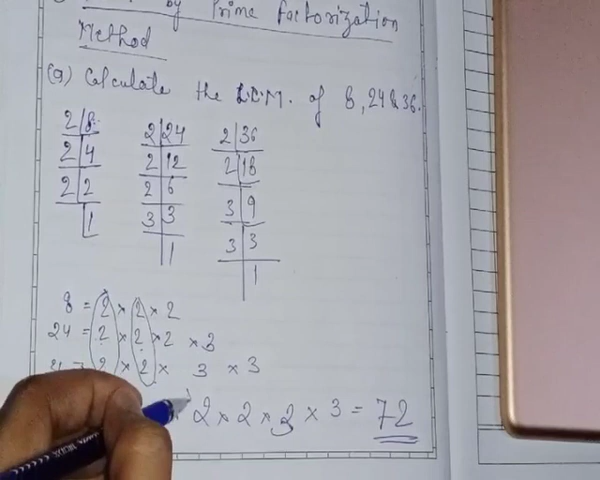 by Prime Factorization
Method
(a) Calculate the L.C.M. of 8, 24 & 36.
2 | 8
2 | 4
2 | 2
1
2 | 24
2 | 12
2 | 6
3 | 3
1
2 | 36
2 | 18
3 | 9
3 | 3
1
8 = 2 × 2 × 2
24 = 2 × 2 × 2 × 3
= 2 × 2 × 3 × 3
2 × 2 × 3 × 3 = 72